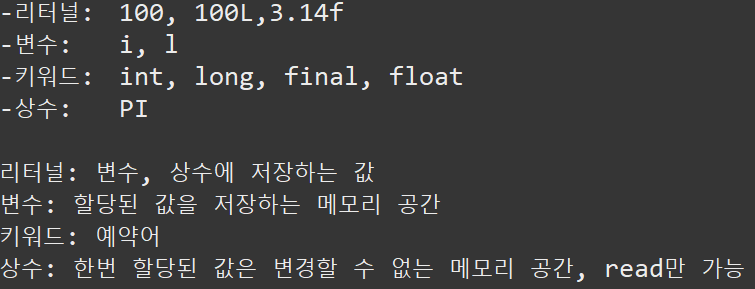 -리터널: 100, 100L,3.14f
-변수: i, l
-키워드: int, long, final, float
-상수: PI
리터널: 변수, 상수에 저장하는 값
변수: 할당된 값을 저장하는 메모리 공간
키워드: 예약어
상수: 한번 할당된 값은 변경할 수 없는 메모리 공간, read만 가능